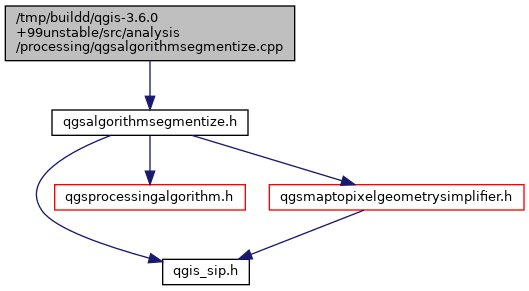 /tmp/buildd/qgis-3.6.0
+99unstable/src/analysis
/processing/qgsalgorithmsegmentize.cpp
qgsalgorithmsegmentize.h
qgsprocessingalgorithm.h
qgsmaptopixelgeometrysimplifier.h
qgis_sip.h